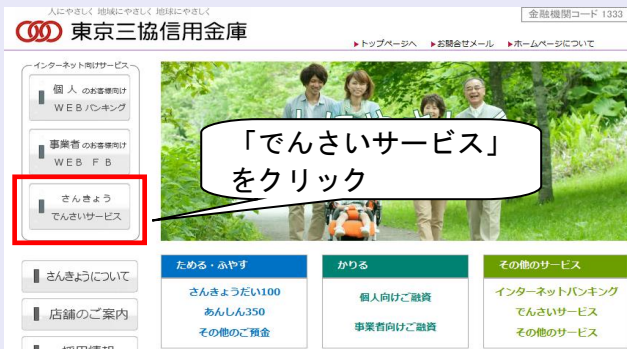 人にやさしく 地域にやさしく 地球にやさしく
金融機関コード 1333
東京三協信用金庫
▶トップページへ ▶お問合せメール ▶ホームページについて
インターネット向けサービス
個人 のお客様向け
WEBバンキング
事業者 のお客様向け
WEB FB
さんきょう
でんさいサービス
「でんさいサービス」
をクリック
さんきょうについて
店舗のご案内
採用情報
ためる・ふやす
さんきょうだい100
あんしん350
その他のご預金
かりる
個人向けご融資
事業者向けご融資
その他のサービス
インターネットバンキング
でんさいサービス
その他のサービス